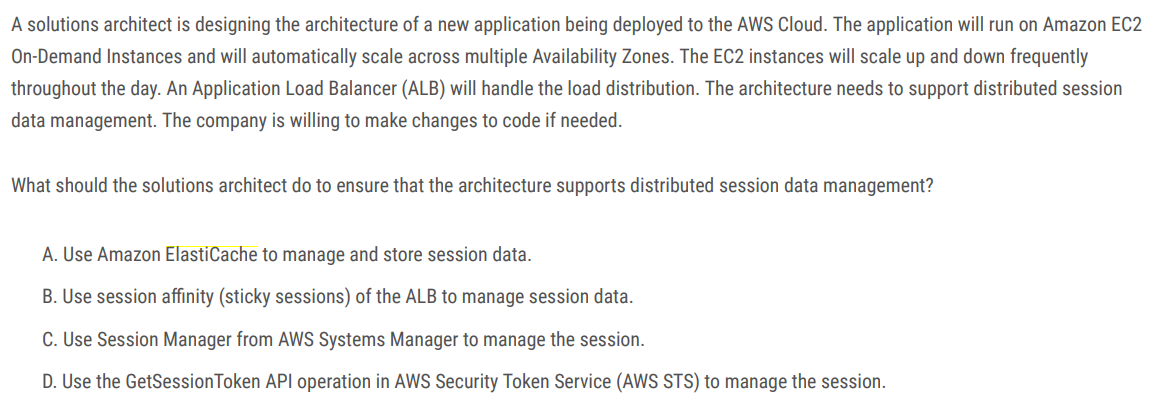 A solutions architect is designing the architecture of a new application being deployed to the AWS Cloud. The application will run on Amazon EC2
On-Demand Instances and will automatically scale across multiple Availability Zones. The EC2 instances will scale up and down frequently
throughout the day. An Application Load Balancer (ALB) will handle the load distribution. The architecture needs to support distributed session
data management. The company is willing to make changes to code if needed.
What should the solutions architect do to ensure that the architecture supports distributed session data management?
A. Use Amazon ElastiCache to manage and store session data.
B. Use session affinity (sticky sessions) of the ALB to manage session data.
C. Use Session Manager from AWS Systems Manager to manage the session.
D. Use the GetSessionToken API operation in AWS Security Token Service (AWS STS) to manage the session.